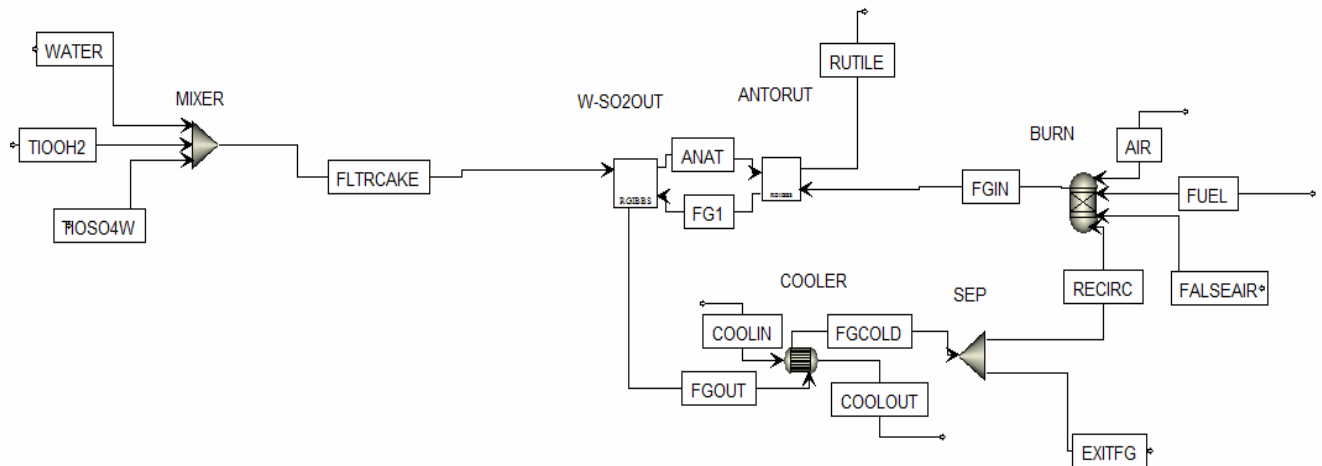 WATER
MIXER
TIOOH2
FLTRCAKE
TIOSO4W
W-SO2OUT
RGIBBS
ANAT
FG1
ANTORUT
RGIBBS
RUTILE
FGIN
BURN
AIR
FUEL
FALSEAIR
RECIRC
COOLER
SEP
COOLIN
FGCOLD
FGOUT
COOLOUT
EXITFG